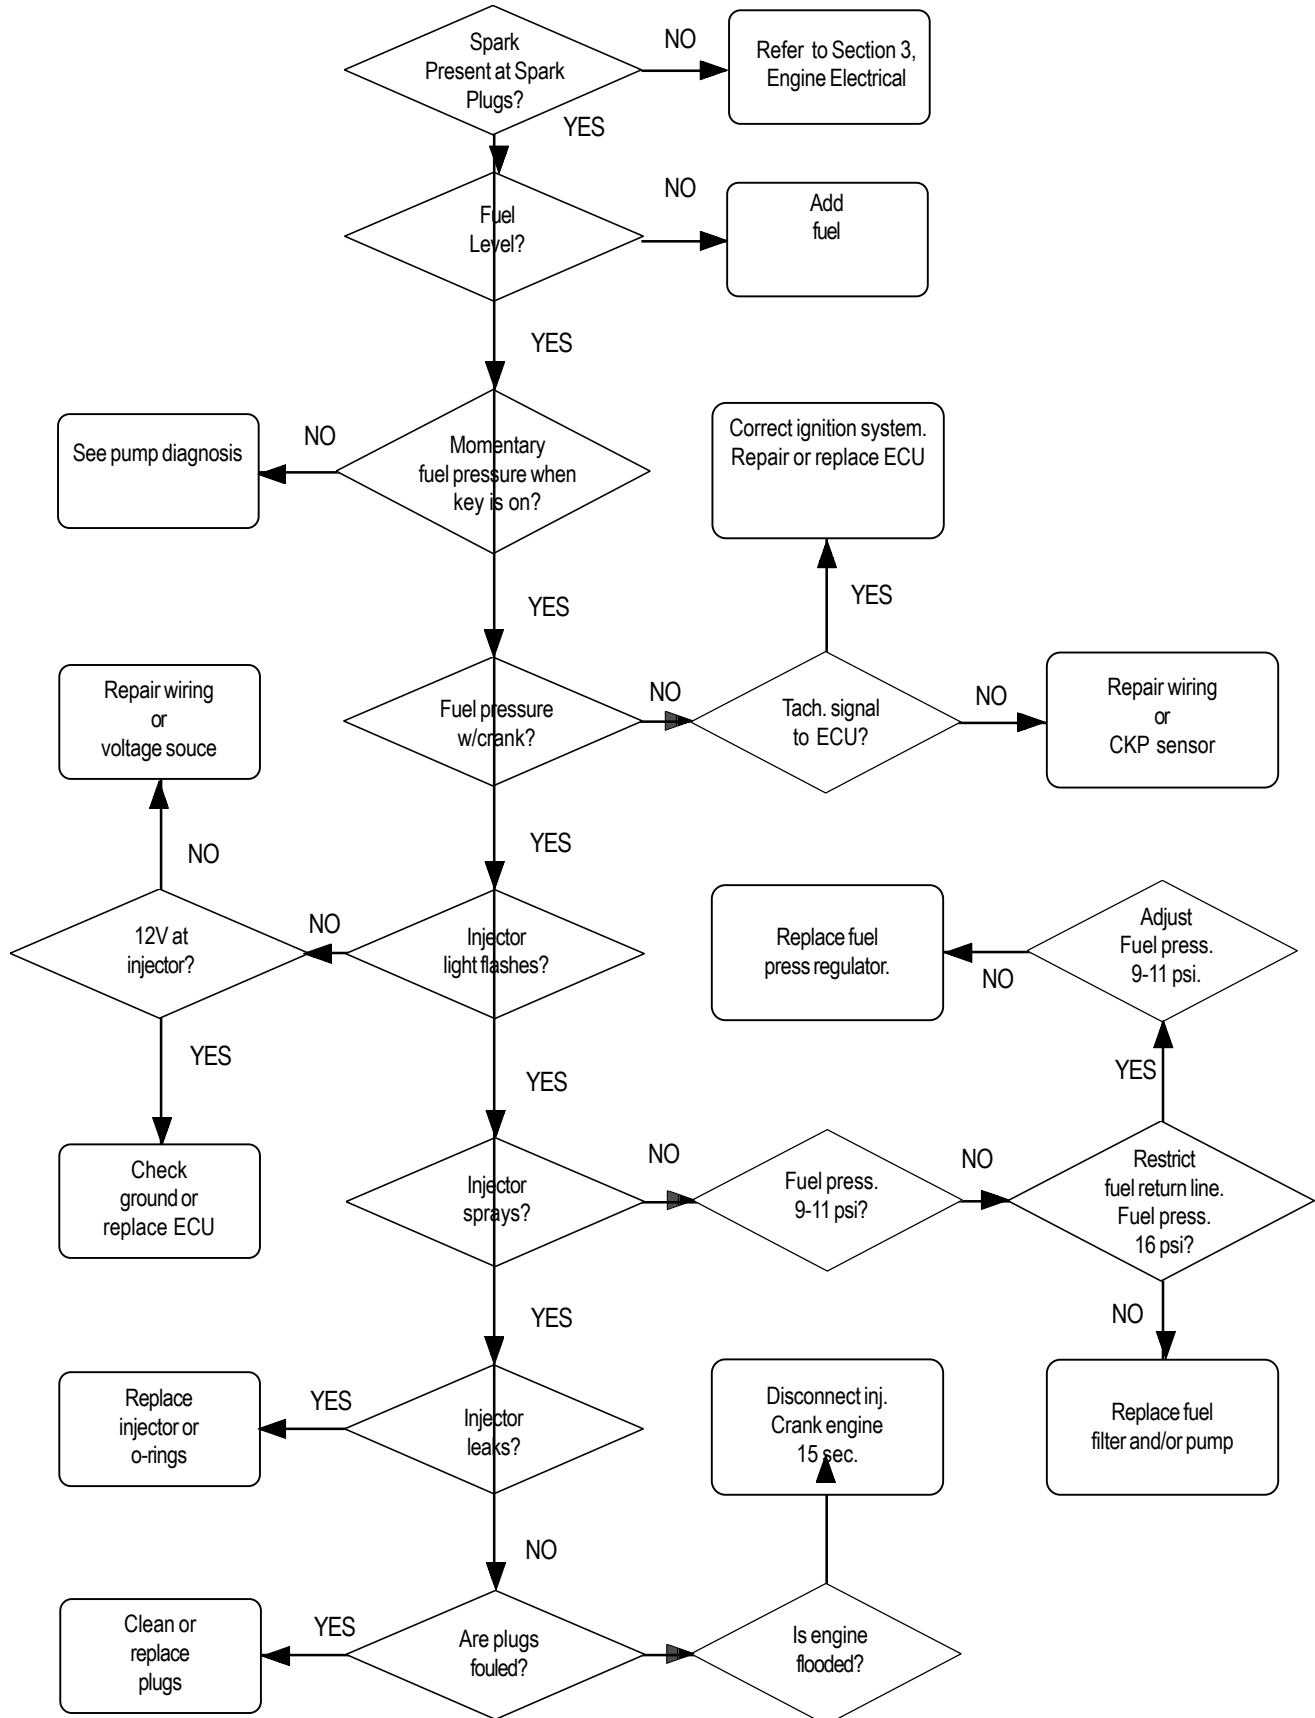 Spark
Present at Spark
Plugs?
NO
Refer to Section 3,
Engine Electrical
YES
Fuel
Level?
NO
Add
fuel
YES
See pump diagnosis
NO
Momentary
fuel pressure when
key is on?
Correct ignition system.
Repair or replace ECU
YES
YES
Repair wiring
or
voltage souce
Fuel pressure
w/crank?
NO
Tach. signal
to ECU?
NO
Repair wiring
or
CKP sensor
NO
YES
12V at
injector?
NO
Injector
light flashes?
Replace fuel
press regulator.
NO
Adjust
Fuel press.
9-11 psi.
YES
YES
YES
Check
ground or
replace ECU
Injector
sprays?
NO
Fuel press.
9-11 psi?
NO
Restrict
fuel return line.
Fuel press.
16 psi?
YES
NO
Replace
injector or
o-rings
YES
Injector
leaks?
Disconnect inj.
Crank engine
15 sec.
Replace fuel
filter and/or pump
NO
Clean or
replace
plugs
YES
Are plugs
fouled?
Is engine
flooded?